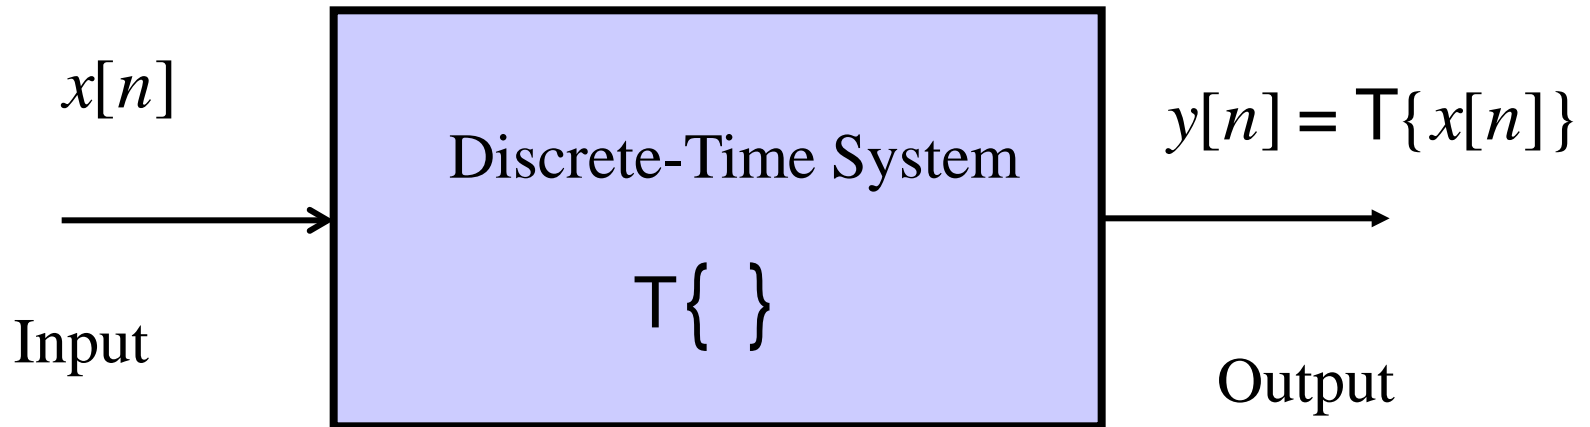 x[n]
Input
Discrete-Time System
T{ }
y[n] = T{x[n]}
Output